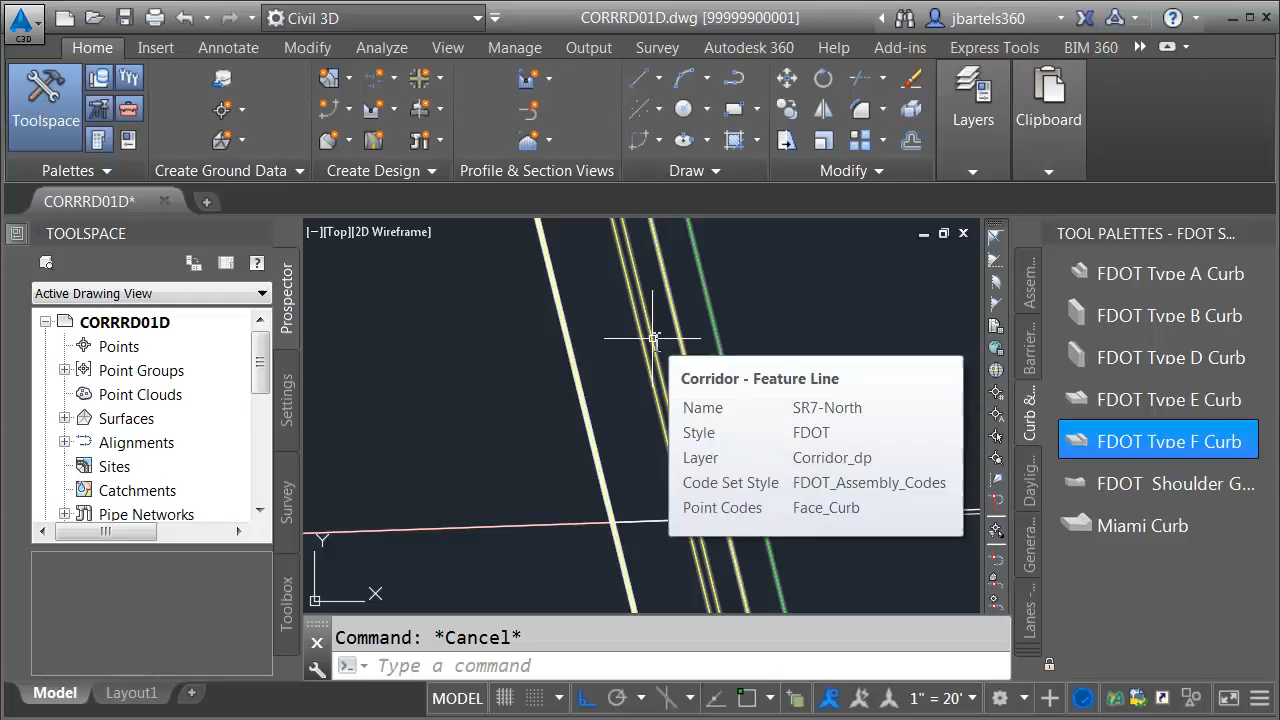 C3D
Civil 3D
CORRRD01D.dwg [99999900001]
jbartels360
Home Insert Annotate Modify Analyze View Manage Output Survey Autodesk 360 Help Add-ins Express Tools BIM 360
Toolspace
Layers
Clipboard
Palettes
Create Ground Data
Create Design
Profile & Section Views
Draw
Modify
CORRRD01D*
TOOLSPACE
Active Drawing View
CORRRD01D
Points
Point Groups
Point Clouds
Surfaces
Alignments
Sites
Catchments
Pipe Networks
Prospector
Settings
Survey
Toolbox
[−][Top][2D Wireframe]
Corridor - Feature Line
Name SR7-North
Style FDOT
Layer Corridor_dp
Code Set Style FDOT_Assembly_Codes
Point Codes Face_Curb
Y
X
Command: *Cancel*
Type a command
TOOL PALETTES - FDOT S...
Assem...
Barrier...
Curb &...
Daylig...
Genera...
Lanes -...
FDOT Type A Curb
FDOT Type B Curb
FDOT Type D Curb
FDOT Type E Curb
FDOT Type F Curb
FDOT Shoulder G...
Miami Curb
Model
Layout1
MODEL
1" = 20'